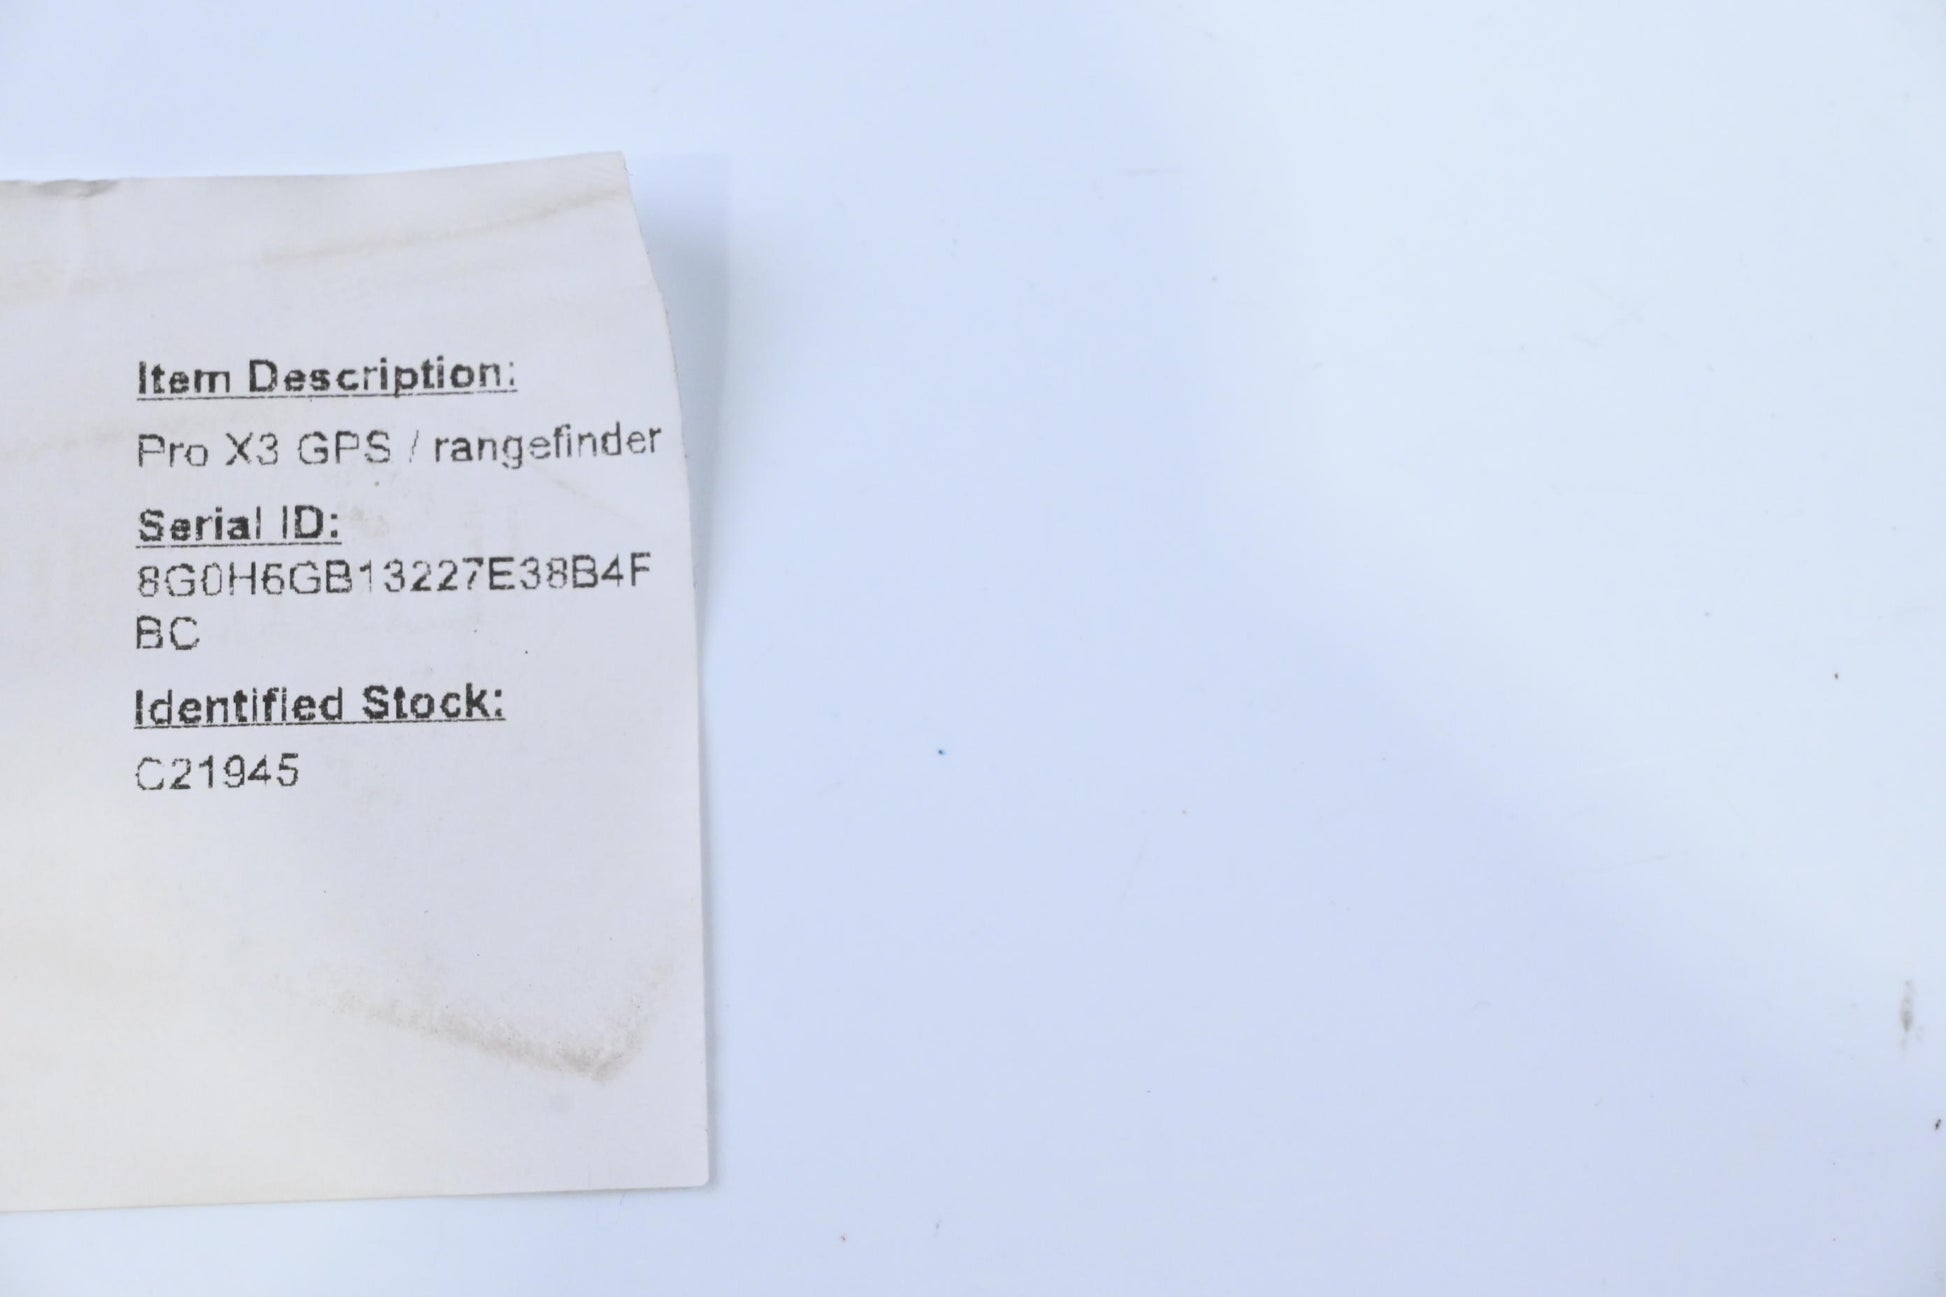 Item Description:
Pro X3 GPS / rangefinder
Serial ID:
8G0H6GB13227E38B4F
BC
Identified Stock:
C21945